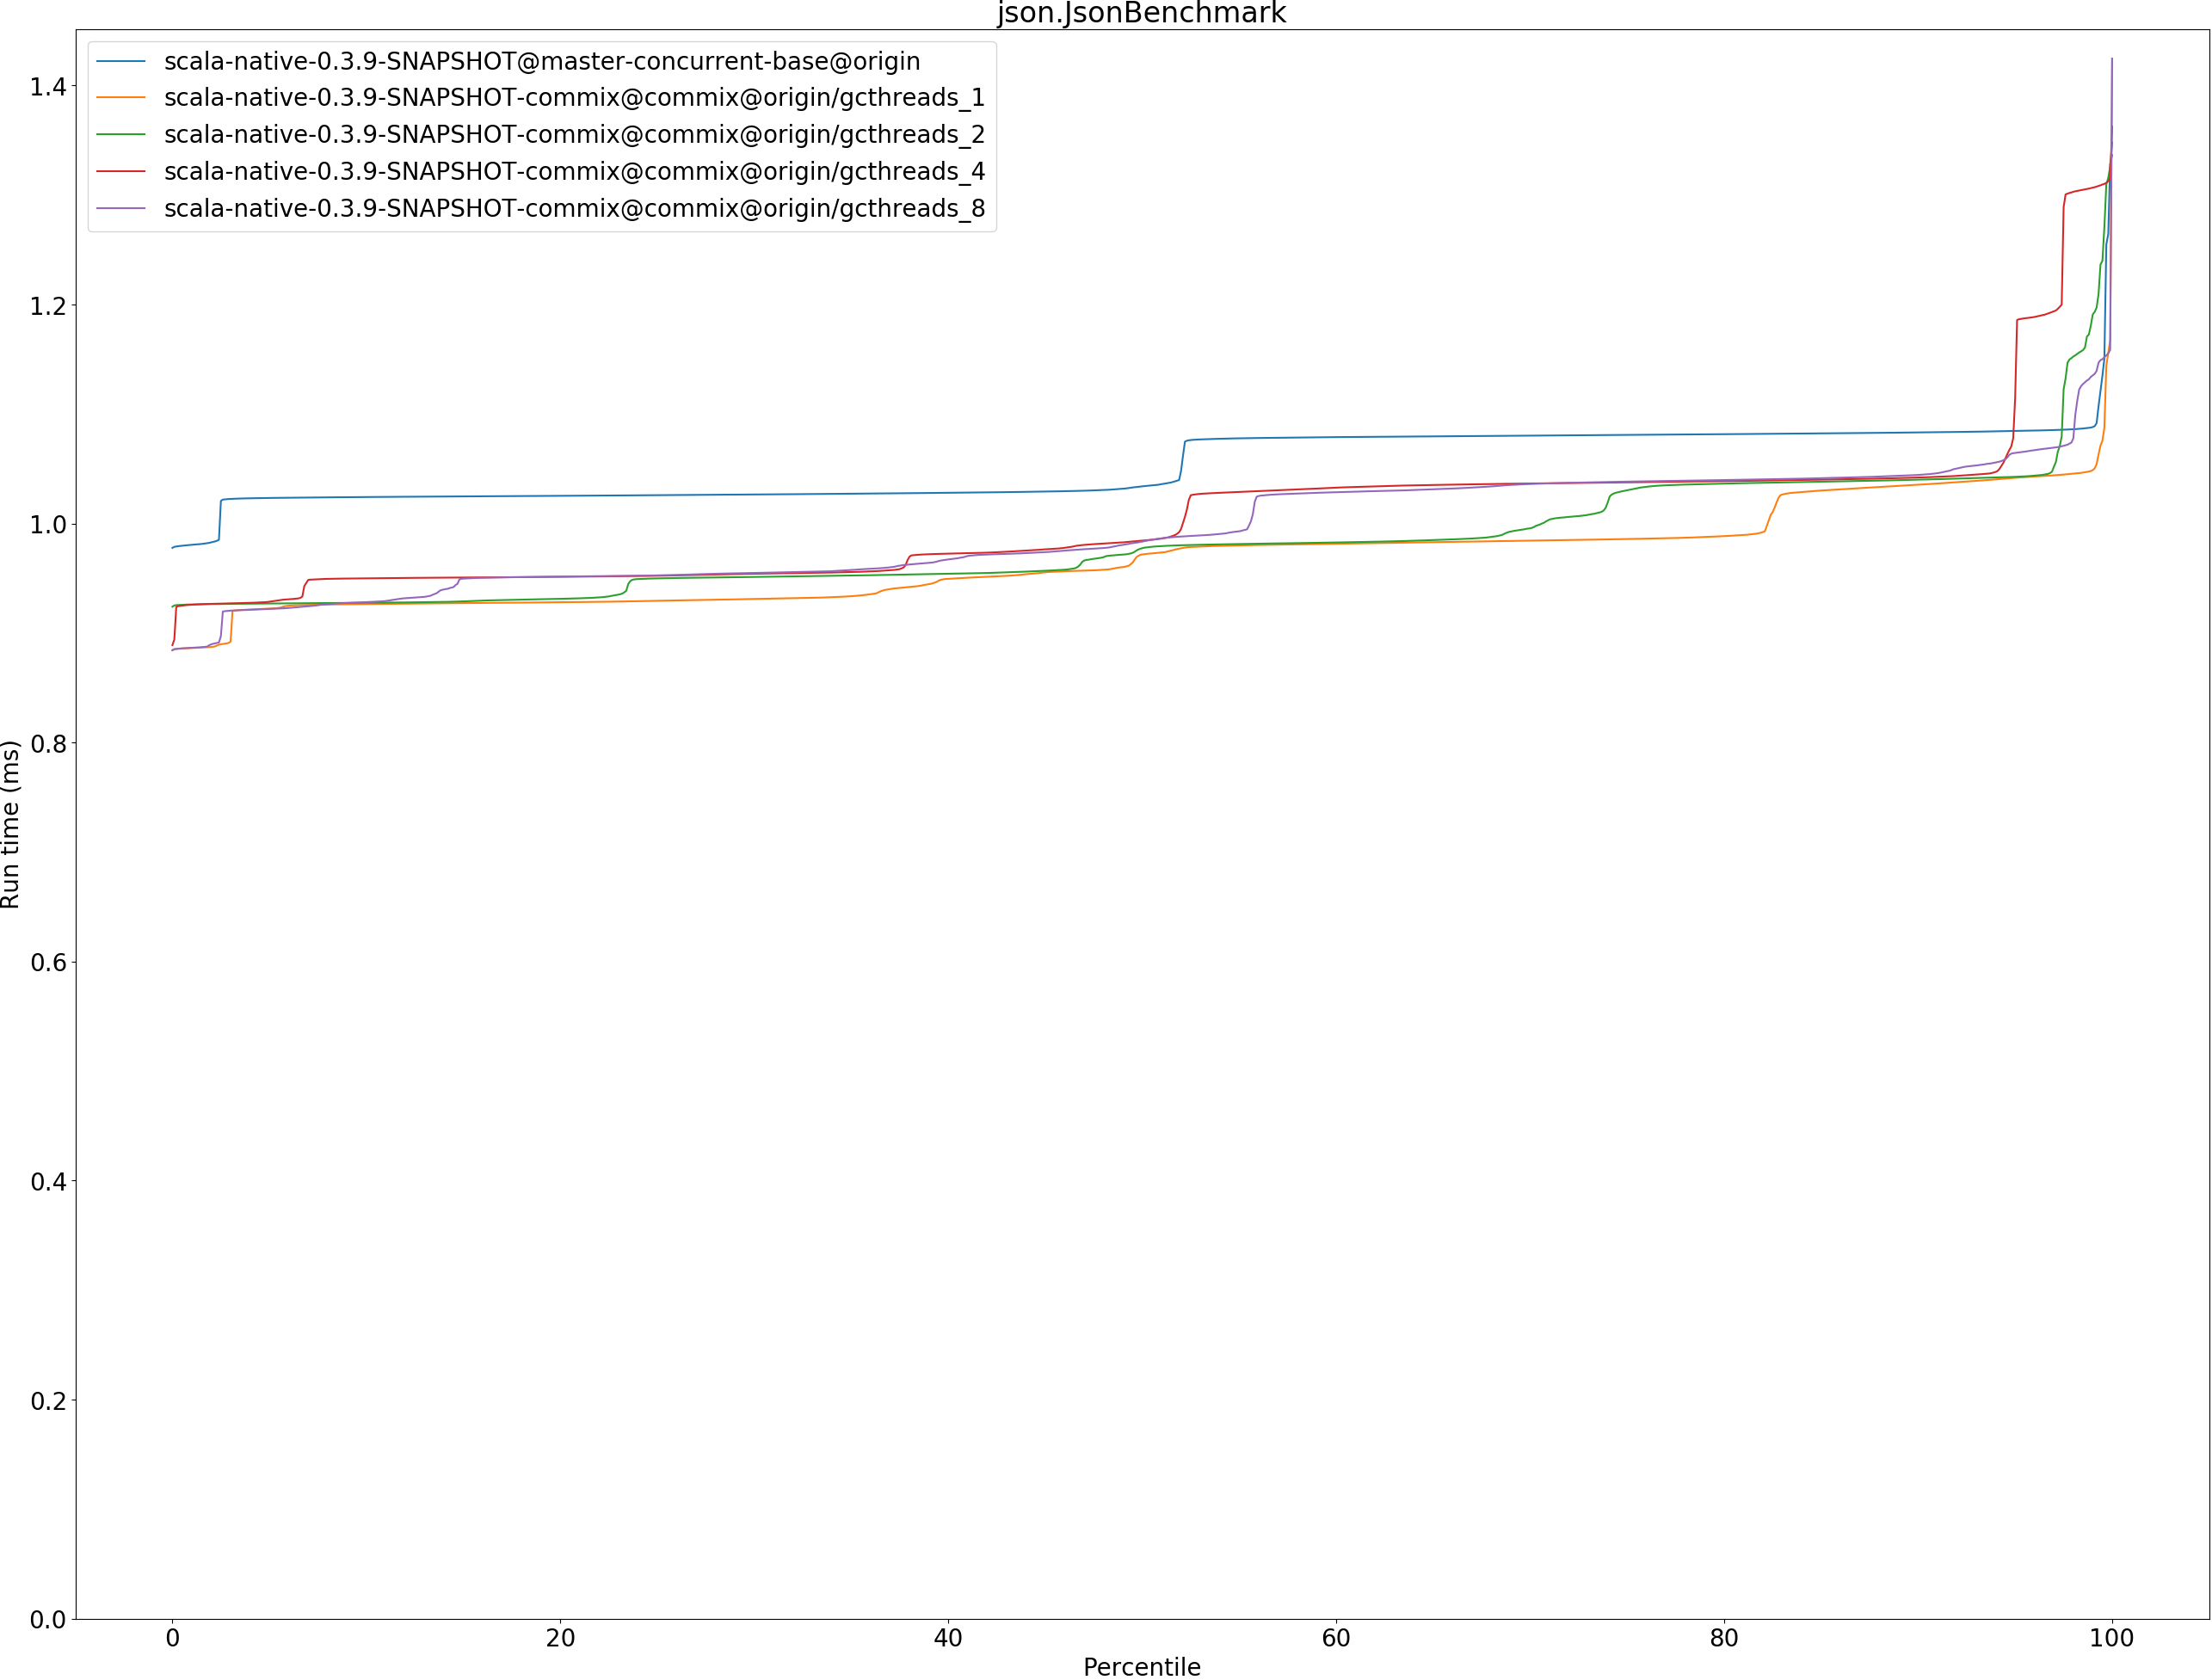 json.JsonBenchmark
scala-native-0.3.9-SNAPSHOT@master-concurrent-base@origin
scala-native-0.3.9-SNAPSHOT-commix@commix@origin/gcthreads_1
scala-native-0.3.9-SNAPSHOT-commix@commix@origin/gcthreads_2
scala-native-0.3.9-SNAPSHOT-commix@commix@origin/gcthreads_4
scala-native-0.3.9-SNAPSHOT-commix@commix@origin/gcthreads_8
1.4
1.2
1.0
0.8
0.6
0.4
0.2
0.0
Run time (ms)
0 20 40 60 80 100
Percentile